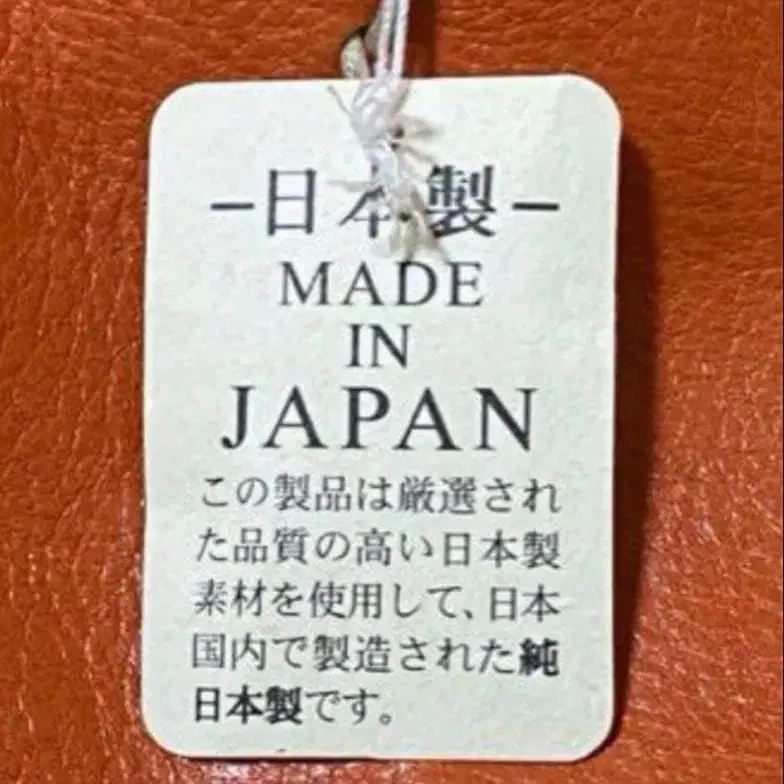 －日本製－
MADE
IN
JAPAN
この製品は厳選され
た品質の高い日本製
素材を使用して、日本
国内で製造された純
日本製です。